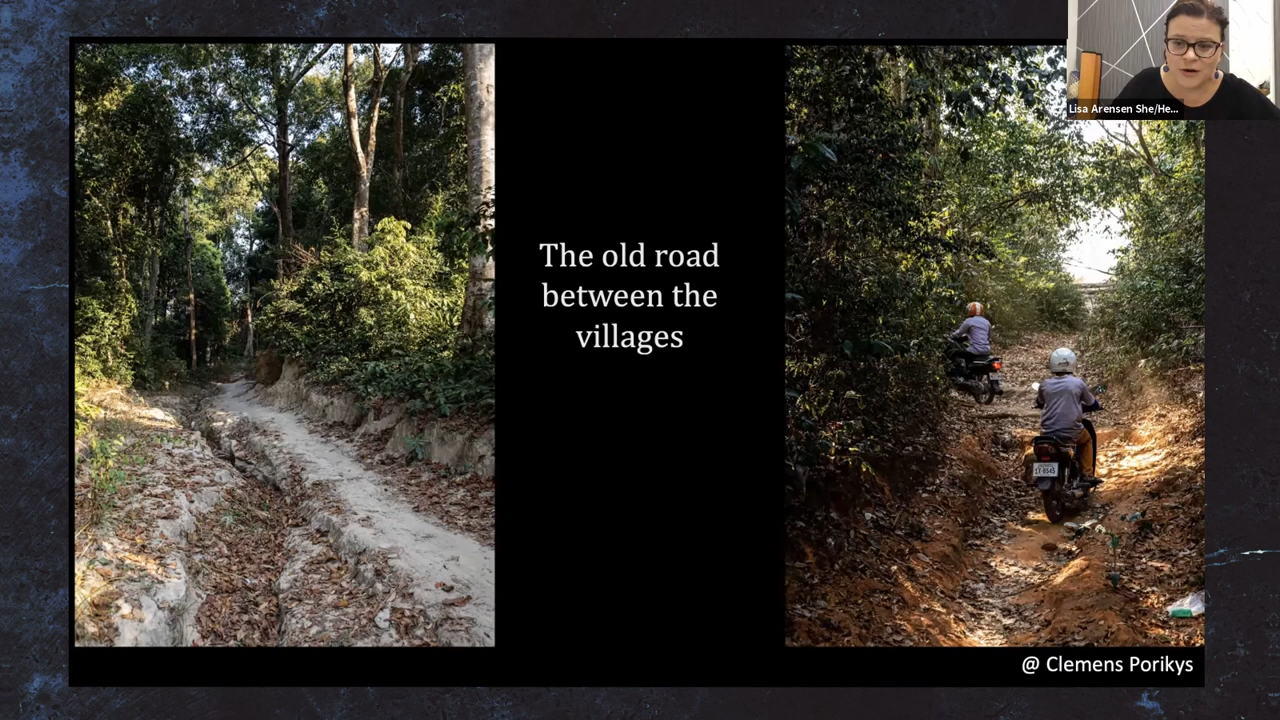 Lisa Arensen She/He...
The old road
between the
villages
@ Clemens Porikys